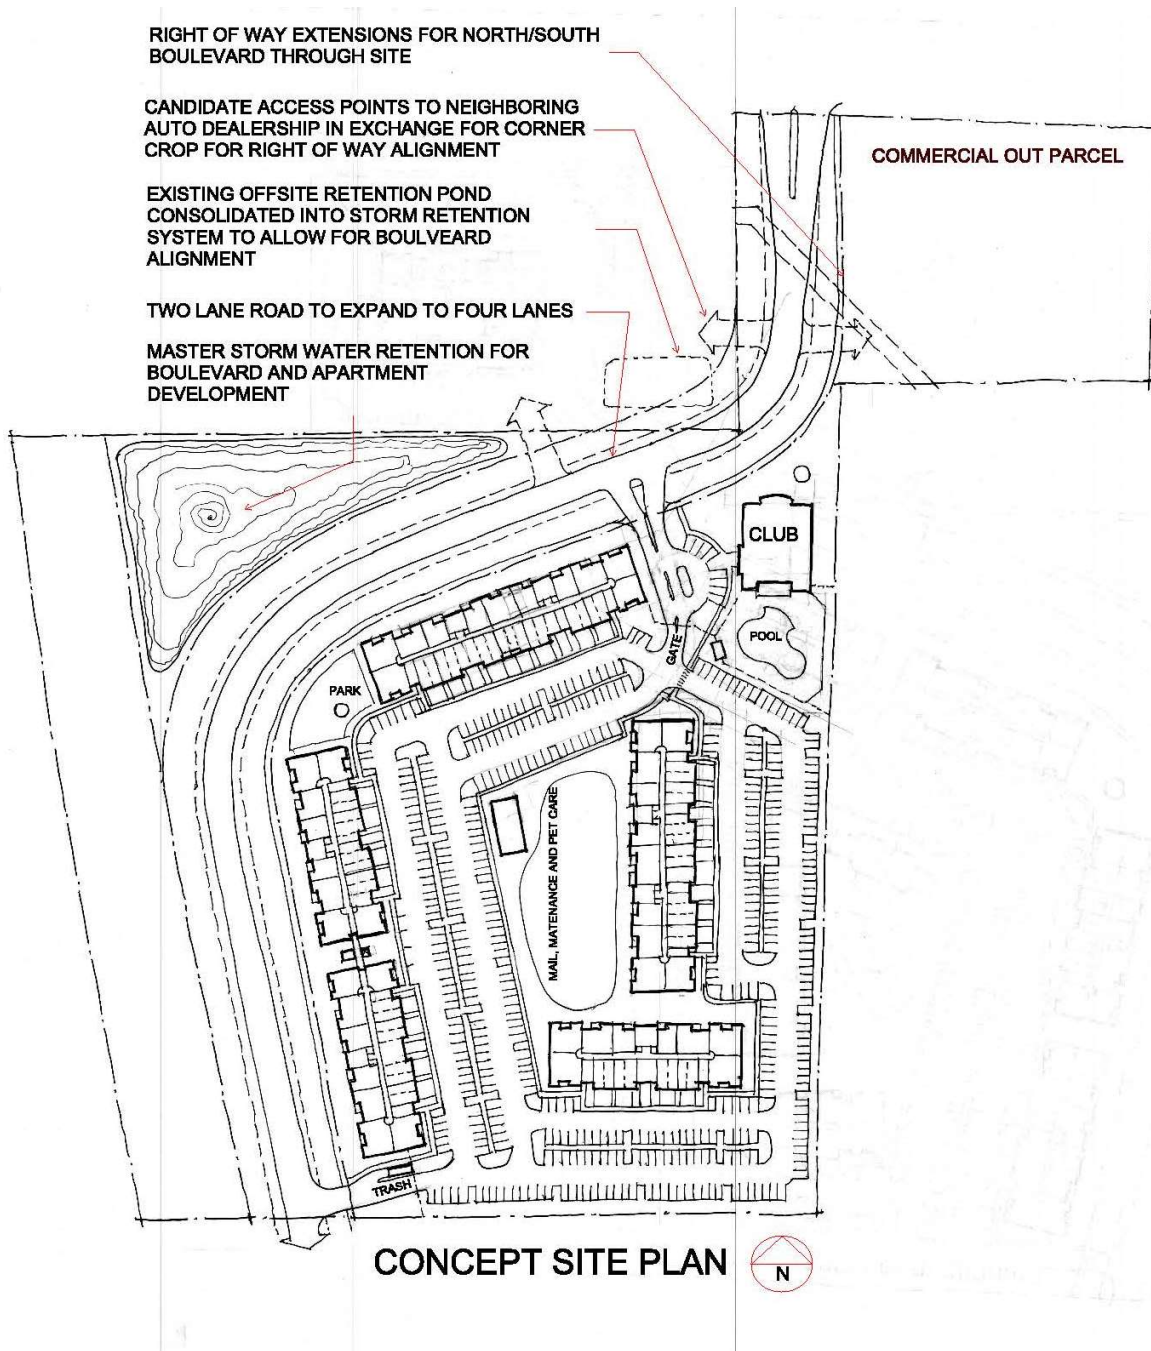 RIGHT OF WAY EXTENSIONS FOR NORTH/SOUTH
BOULEVARD THROUGH SITE
CANDIDATE ACCESS POINTS TO NEIGHBORING
AUTO DEALERSHIP IN EXCHANGE FOR CORNER
CROP FOR RIGHT OF WAY ALIGNMENT
COMMERCIAL OUT PARCEL
EXISTING OFFSITE RETENTION POND
CONSOLIDATED INTO STORM RETENTION
SYSTEM TO ALLOW FOR BOULVEARD
ALIGNMENT
TWO LANE ROAD TO EXPAND TO FOUR LANES
MASTER STORM WATER RETENTION FOR
BOULEVARD AND APARTMENT
DEVELOPMENT
CLUB
POOL
GATE
PARK
MAIL, MATENANCE AND PET CARE
TRASH
CONCEPT SITE PLAN
N